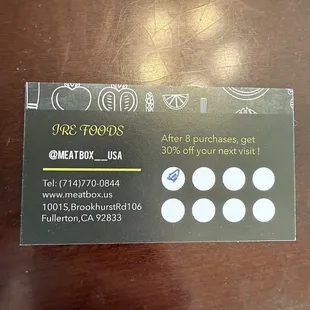 JRE FOODS
@MEATBOX__USA
Tel: (714)770-0844
www.meatbox.us
1001S,BrookhurstRd106
Fullerton,CA 92833
After 8 purchases, get
30% off your next visit !